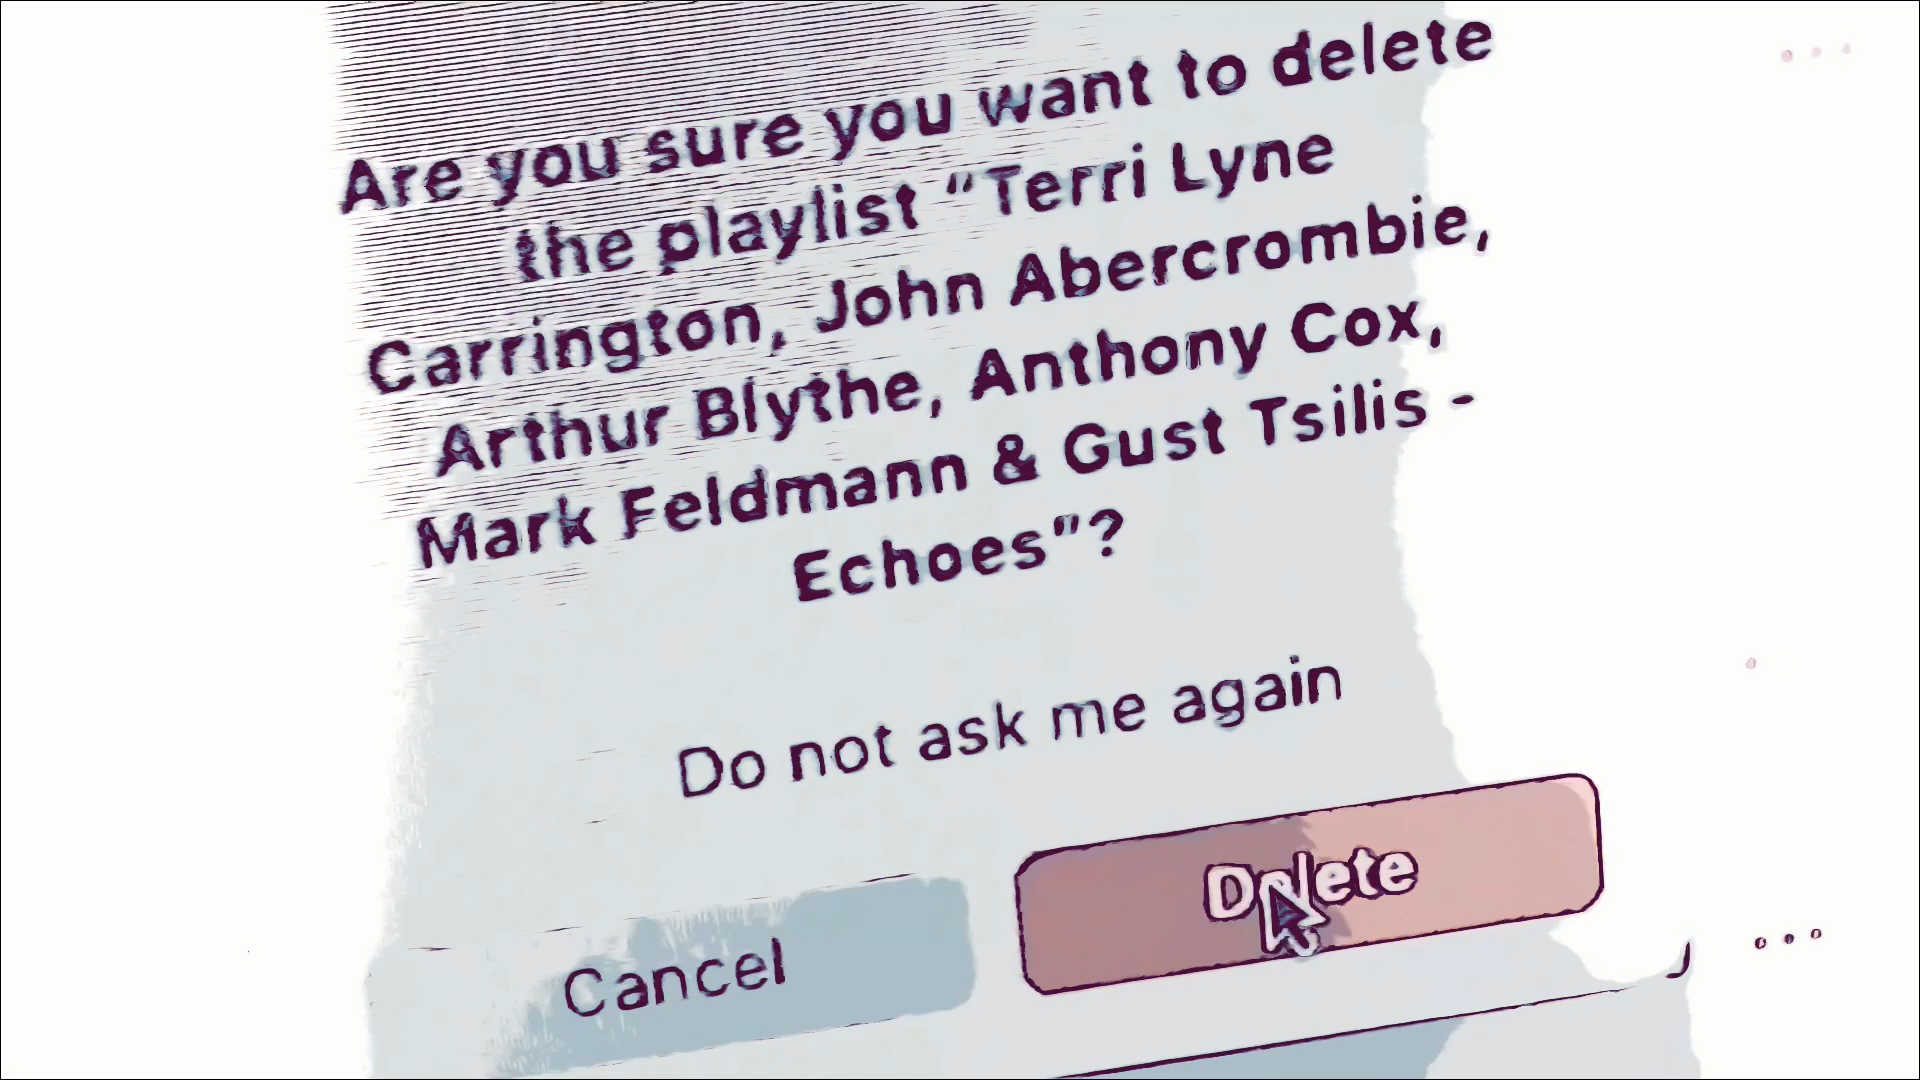 Are you sure you want to delete
the playlist “Terri Lyne
Carrington, John Abercrombie,
Arthur Blythe, Anthony Cox,
Mark Feldmann & Gust Tsilis -
Echoes”?
Do not ask me again
Cancel
Delete